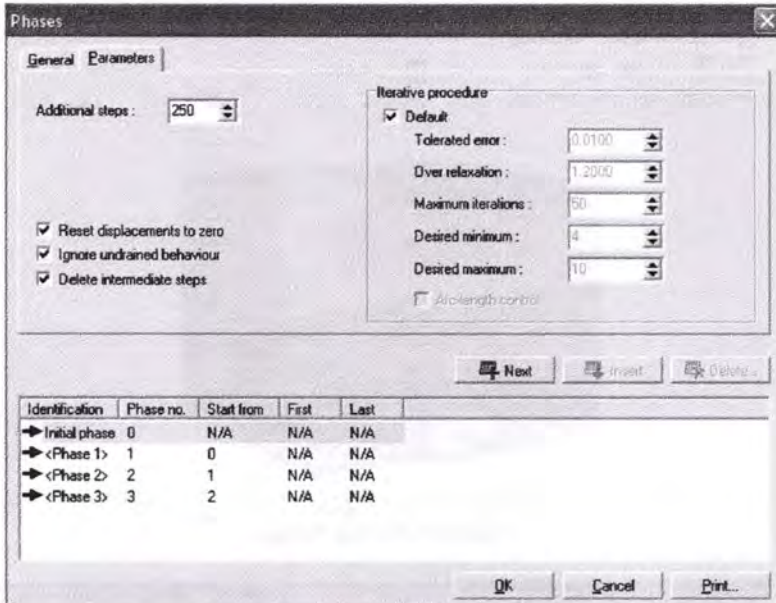 Phases
General Parameters
Additional steps : 250
Reset displacements to zero
Ignore undrained behaviour
Delete intermediate steps
Iterative procedure
Default
Tolerated error : 0.0100
Over relaxation : 1.2000
Maximum iterations : 50
Desired minimum : 4
Desired maximum : 10
Arc-length control
Next Insert Delete...
Identification Phase no. Start from First Last
Initial phase 0 N/A N/A N/A
<Phase 1> 1 0 N/A N/A
<Phase 2> 2 1 N/A N/A
<Phase 3> 3 2 N/A N/A
OK Cancel Print...